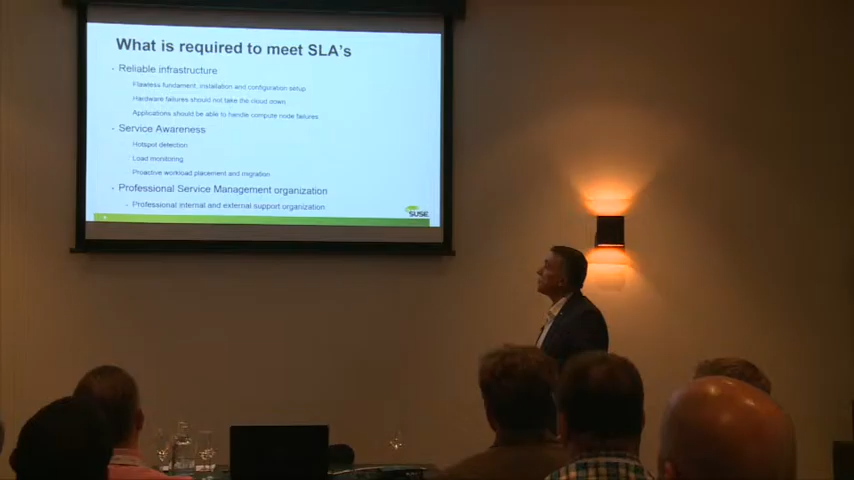 What is required to meet SLA's
Reliable infrastructure
Flawless fundament, installation and configuration setup
Hardware failures should not take the cloud down
Applications should be able to handle compute node failures
Service Awareness
Hotspot detection
Load monitoring
Proactive workload placement and migration
Professional Service Management organization
Professional internal and external support organization
SUSE